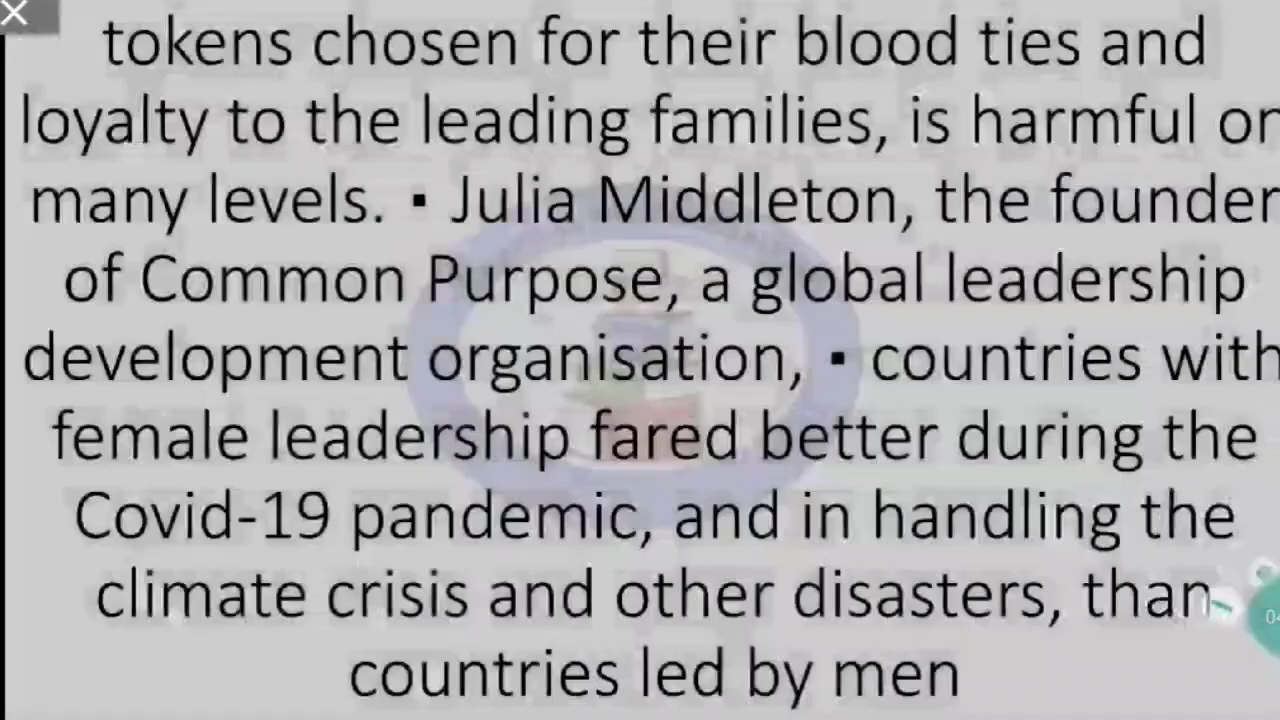 tokens chosen for their blood ties and
loyalty to the leading families, is harmful on
many levels. ▪ Julia Middleton, the founder
of Common Purpose, a global leadership
development organisation, ▪ countries with
female leadership fared better during the
Covid-19 pandemic, and in handling the
climate crisis and other disasters, than
countries led by men